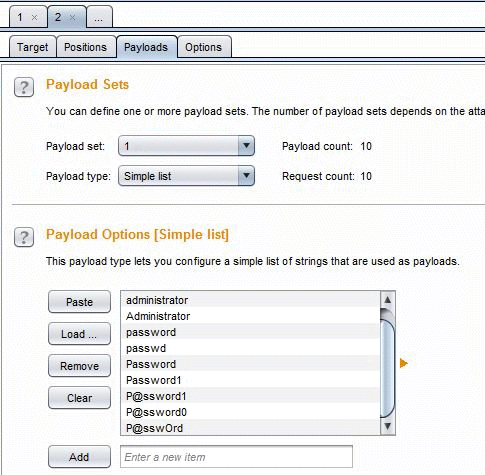 1 × 2 × ...
Target Positions Payloads Options
? Payload Sets
You can define one or more payload sets. The number of payload sets depends on the atta
Payload set: 1 Payload count: 10
Payload type: Simple list Request count: 10
? Payload Options [Simple list]
This payload type lets you configure a simple list of strings that are used as payloads.
Paste
Load ...
Remove
Clear
administrator
Administrator
password
passwd
Password
Password1
P@ssword1
P@ssword0
P@sswOrd
Add Enter a new item